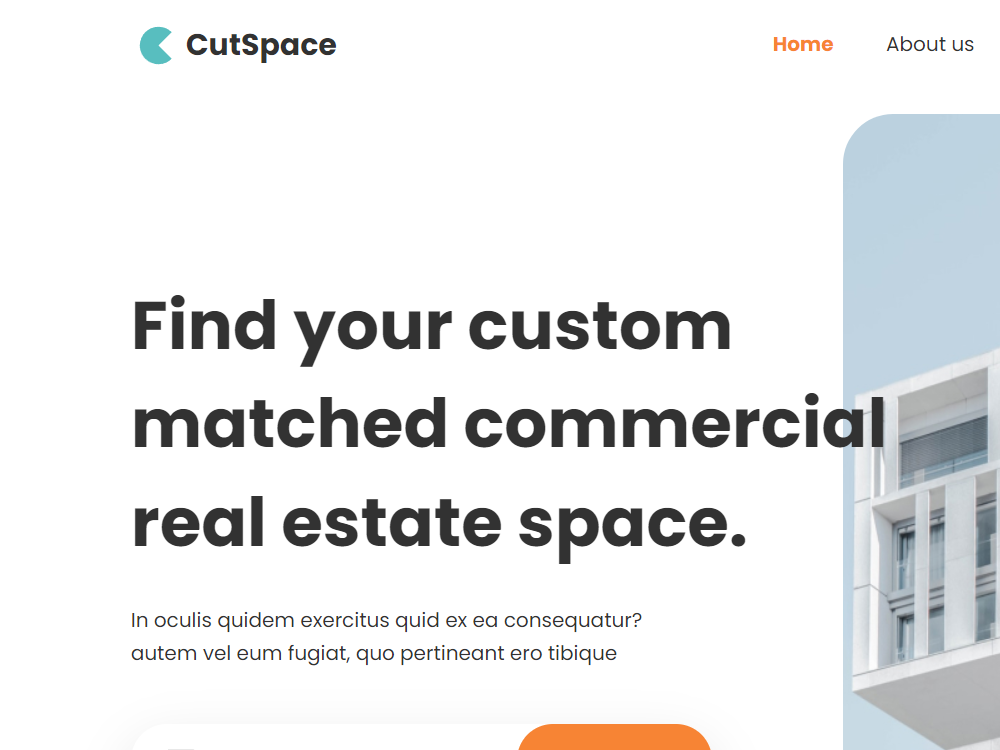 CutSpace
Home
About us
Find your custom
matched commercial
real estate space.
In oculis quidem exercitus quid ex ea consequatur?
autem vel eum fugiat, quo pertineant ero tibique